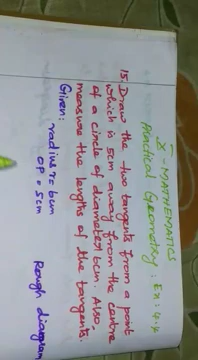 X - MATHEMATICS
Practical Geometry : Ex: 4.4
15. Draw the two tangents from a point
which is 5cm away from the centre
of a circle of diameter 6cm. Also,
measure the lengths of the tangents.
Given:
radius = 6cm
OP = 5cm
Rough diagram